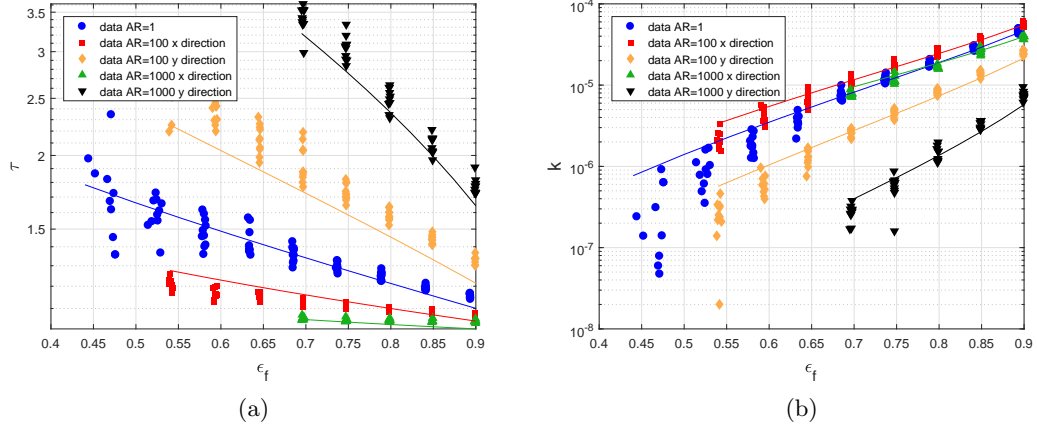 3.5
3
2.5
2
1.5
τ
data AR=1
data AR=100 x direction
data AR=100 y direction
data AR=1000 x direction
data AR=1000 y direction
0.4 0.45 0.5 0.55 0.6 0.65 0.7 0.75 0.8 0.85 0.9
ϵf
(a)
10-4
10-5
10-6
10-7
10-8
k
data AR=1
data AR=100 x direction
data AR=100 y direction
data AR=1000 x direction
data AR=1000 y direction
0.4 0.45 0.5 0.55 0.6 0.65 0.7 0.75 0.8 0.85 0.9
ϵf
(b)